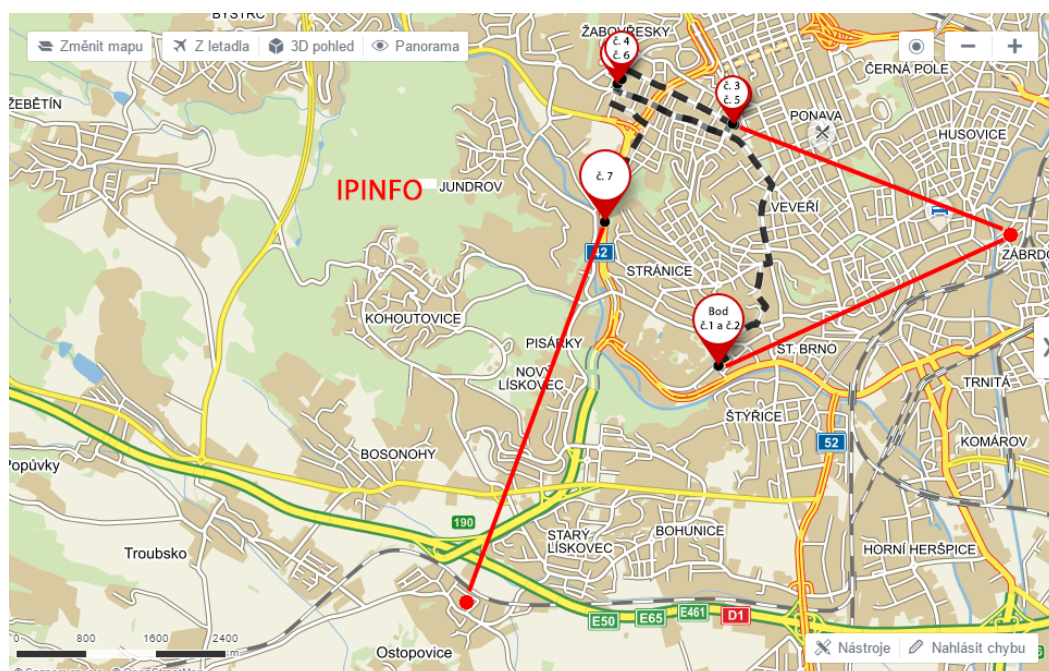 BYSTRC
ŽABOVŘESKY
Změnit mapu
Z letadla
3D pohled
Panorama
č. 4
č. 6
ČERNÁ POLE
ŽEBĚTÍN
č. 3
č. 5
PONAVA
HUSOVICE
č. 7
IPINFO
JUNDROV
VEVEŘÍ
42
STRÁNICE
ZÁBRDO
KOHOUTOVICE
Bod
č.1 a č.2
PISÁRKY
ST. BRNO
NOVÝ
LÍSKOVEC
TRNITÁ
ŠTÝŘICE
52
KOMÁROV
BOSONOHY
Popůvky
190
STARÝ
LÍSKOVEC
BOHUNICE
Troubsko
HORNÍ HERŠPICE
E50
E65
E461
D1
0 800 1600 2400
m
Ostopovice
Nástroje
Nahlásit chybu